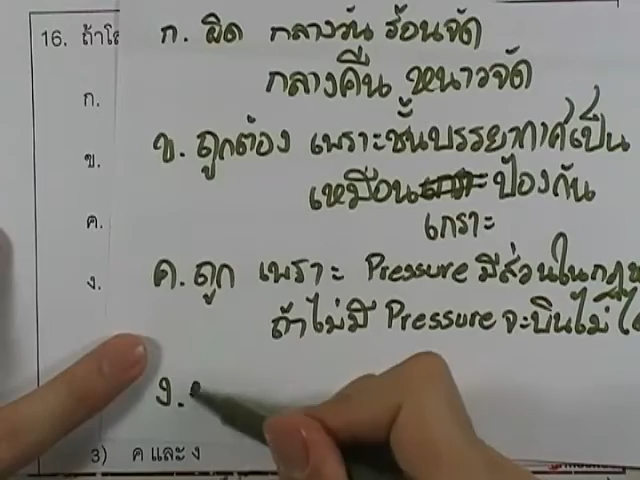 16. ถ้า
ก. ผิด กลางวัน ร้อนจัด
กลางคืน หนาวจัด
ก.
ข. ถูกต้อง เพราะชั้นบรรยากาศเป็น
ข.
เหมือน ป้องกัน
เกราะ
ค.
ค. ถูก เพราะ Pressure มีส่วนใน
ง.
ถ้าไม่มี Pressure จะบินไม่
ง.
3) ค และ ง